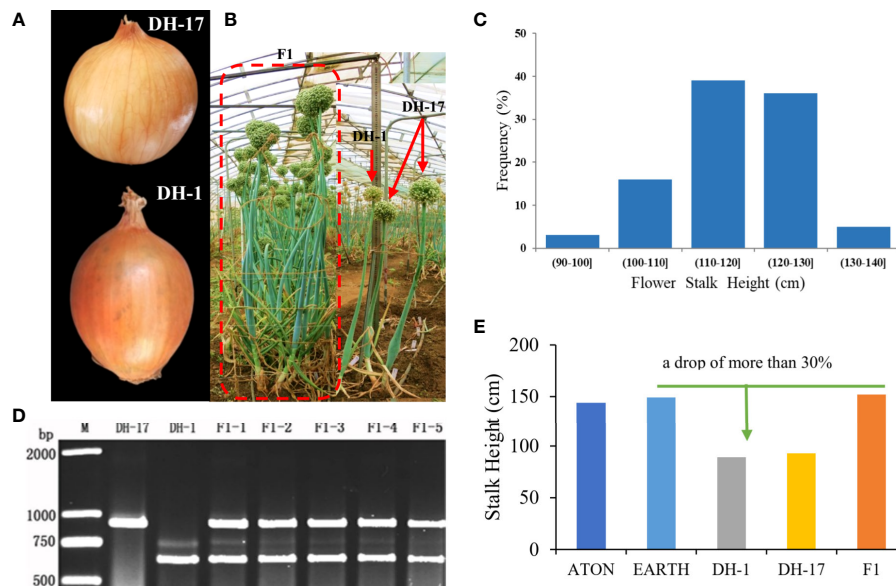 A
DH-17
DH-1
B
F1
DH-17
DH-1
C
50
40
30
20
10
0
Frequency (%)
(90-100]
(100-110]
(110-120]
(120-130]
(130-140]
Flower Stalk Height (cm)
D
bp
M
DH-17
DH-1
F1-1
F1-2
F1-3
F1-4
F1-5
2000
1000
750
500
E
200
150
100
50
0
Stalk Height (cm)
a drop of more than 30%
ATON
EARTH
DH-1
DH-17
F1